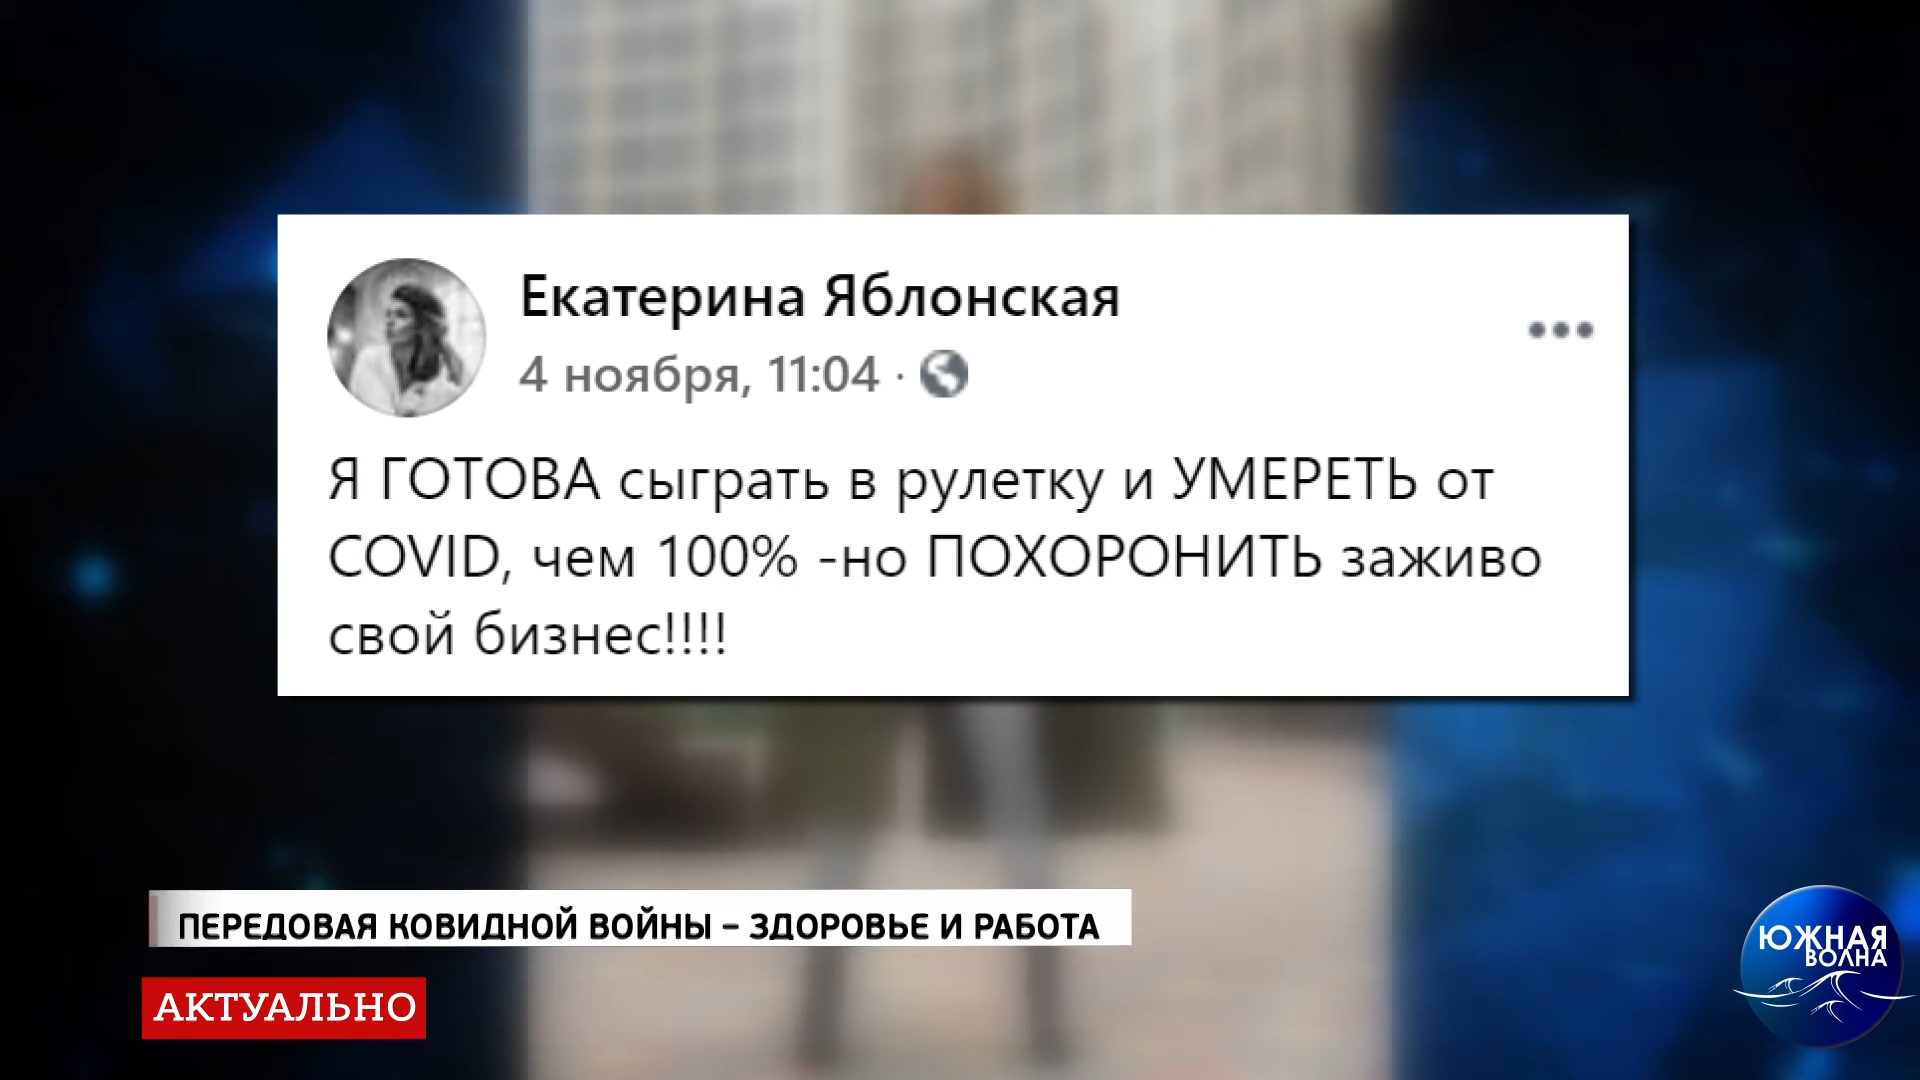 Екатерина Яблонская
4 ноября, 11:04 ·
Я ГОТОВА сыграть в рулетку и УМЕРЕТЬ от
COVID, чем 100% -но ПОХОРОНИТЬ заживо
свой бизнес!!!!
ПЕРЕДОВАЯ КОВИДНОЙ ВОЙНЫ – ЗДОРОВЬЕ И РАБОТА
АКТУАЛЬНО
ЮЖНАЯ
ВОЛНА